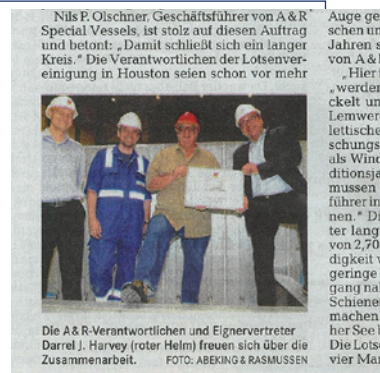 Nils P. Olschner, Geschäftsführer von A & R
Special Vessels, ist stolz auf diesen Auftrag
und betont: „Damit schließt sich ein langer
Kreis.“ Die Verantwortlichen der Lotsenver-
einigung in Houston seien schon vor mehr
Die A & R-Verantwortlichen und Eignervertreter
Darrel J. Harvey (roter Helm) freuen sich über die
Zusammenarbeit. FOTO: ABEKING & RASMUSSEN
Auge ge
schen un
Jahren s
von A & 
„Hier
„werden
ckelt un
Lemwer
lettische
schungs
als Wind
ditionsja
mussen
führer in
nen.“ Di
ter lang
von 2,70
digkeit v
geringe
gang nah
Schiene
machen
her See b
Die Lots
vier Mar